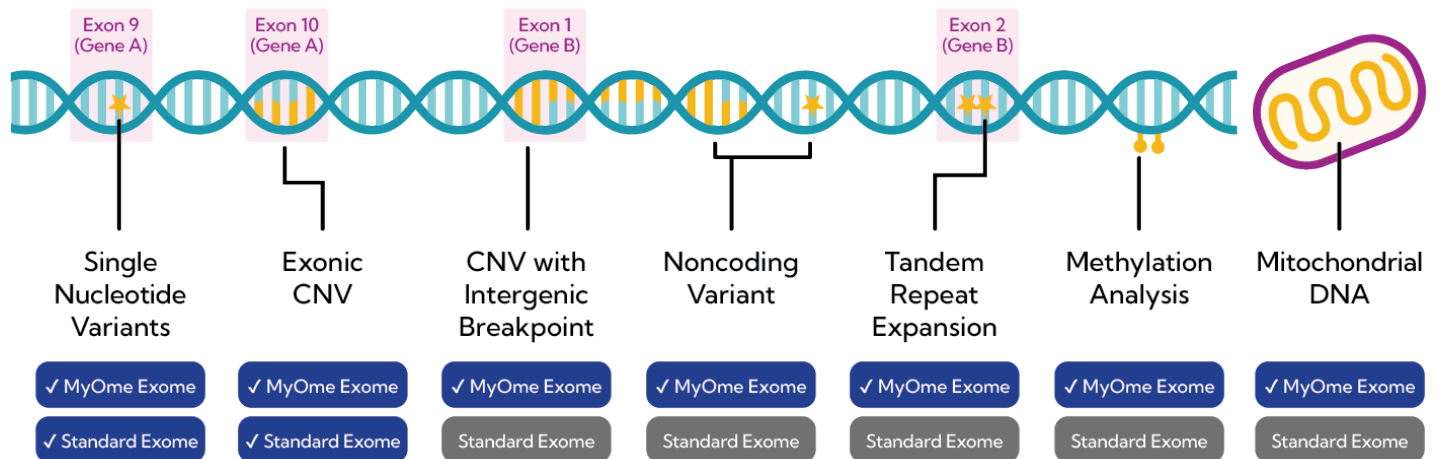 Exon 9
(Gene A)
Exon 10
(Gene A)
Exon 1
(Gene B)
Exon 2
(Gene B)
Single
Nucleotide
Variants
Exonic
CNV
CNV with
Intergenic
Breakpoint
Noncoding
Variant
Tandem
Repeat
Expansion
Methylation
Analysis
Mitochondrial
DNA
✓ MyOme Exome
✓ MyOme Exome
✓ MyOme Exome
✓ MyOme Exome
✓ MyOme Exome
✓ MyOme Exome
✓ MyOme Exome
✓ Standard Exome
✓ Standard Exome
Standard Exome
Standard Exome
Standard Exome
Standard Exome
Standard Exome